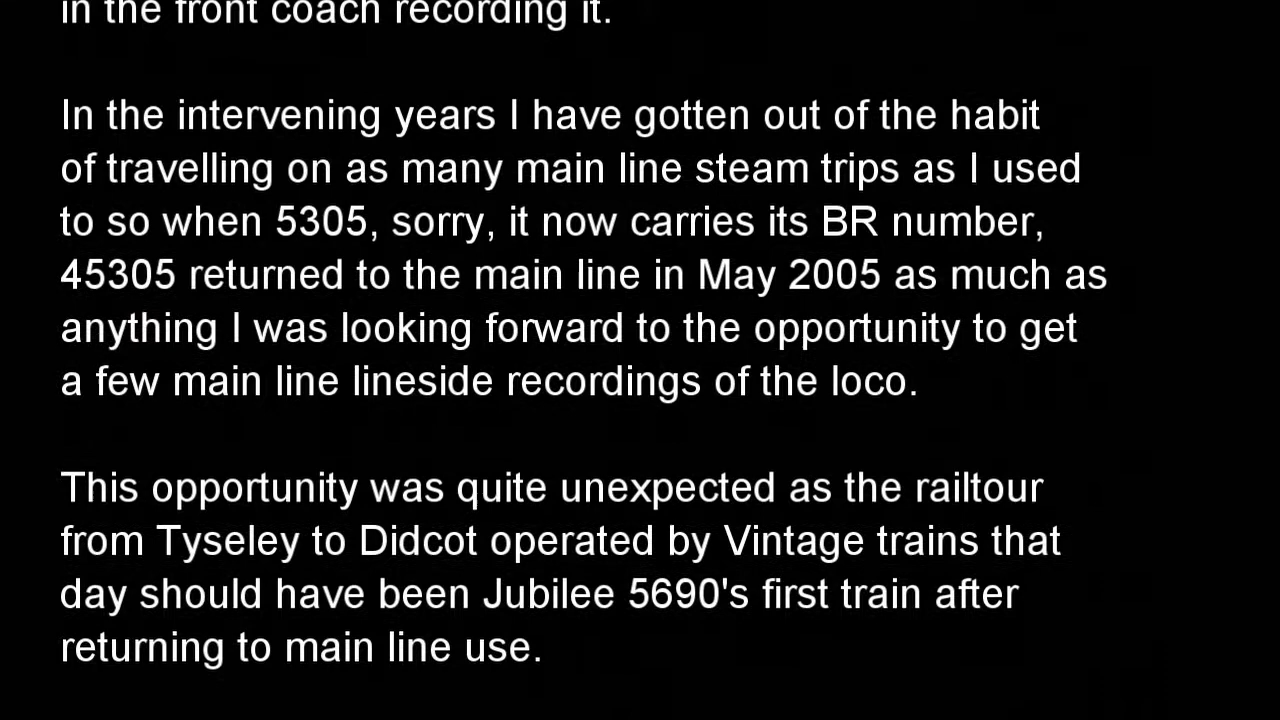 in the front coach recording it.
In the intervening years I have gotten out of the habit
of travelling on as many main line steam trips as I used
to so when 5305, sorry, it now carries its BR number,
45305 returned to the main line in May 2005 as much as
anything I was looking forward to the opportunity to get
a few main line lineside recordings of the loco.
This opportunity was quite unexpected as the railtour
from Tyseley to Didcot operated by Vintage trains that
day should have been Jubilee 5690's first train after
returning to main line use.